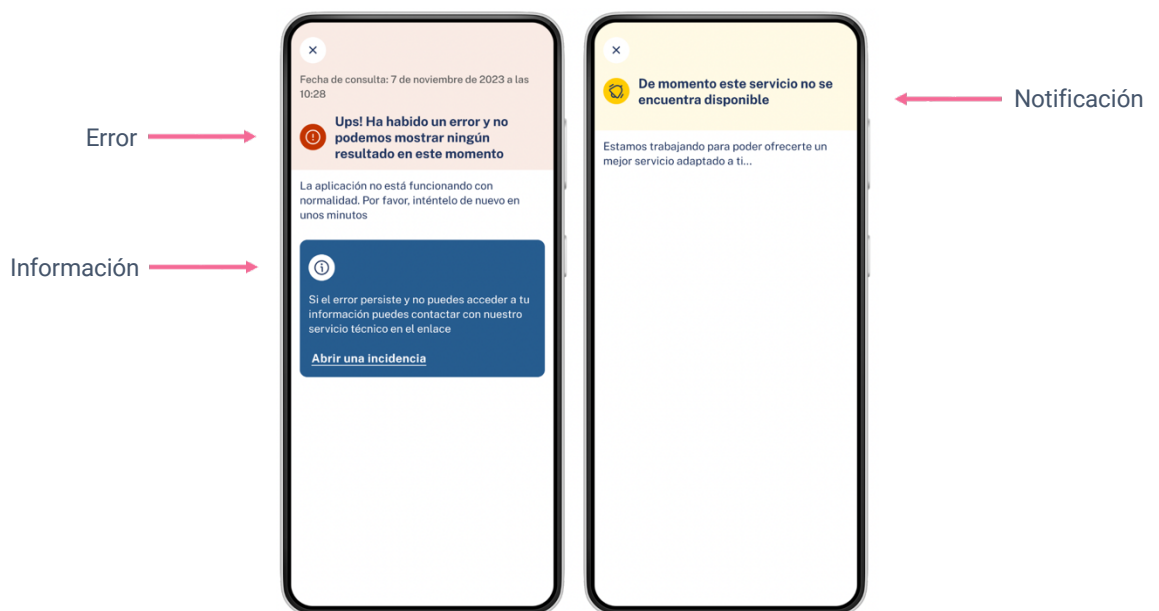 Error
Información
Fecha de consulta: 7 de noviembre de 2023 a las
10:28
Ups! Ha habido un error y no
podemos mostrar ningún
resultado en este momento
La aplicación no está funcionando con
normalidad. Por favor, inténtelo de nuevo en
unos minutos
Si el error persiste y no puedes acceder a tu
información puedes contactar con nuestro
servicio técnico en el enlace
Abrir una incidencia
De momento este servicio no se
encuentra disponible
Estamos trabajando para poder ofrecerte un
mejor servicio adaptado a ti...
Notificación